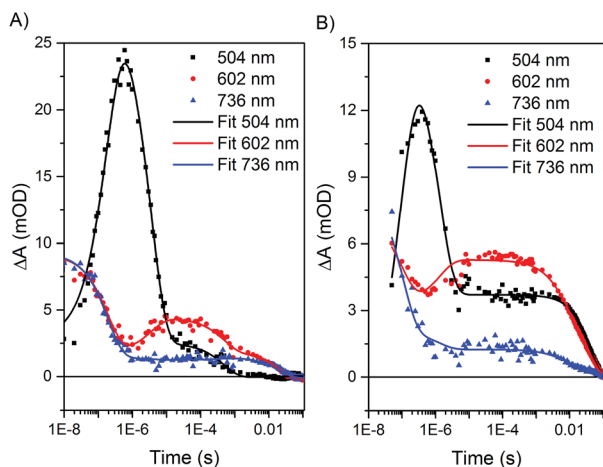 A)
25
20
15
10
5
0
ΔA (mOD)
504 nm
602 nm
736 nm
Fit 504 nm
Fit 602 nm
Fit 736 nm
1E-8 1E-6 1E-4 0.01
Time (s)
B)
15
12
9
6
3
0
ΔA (mOD)
504 nm
602 nm
736 nm
Fit 504 nm
Fit 602 nm
Fit 736 nm
1E-8 1E-6 1E-4 0.01
Time (s)